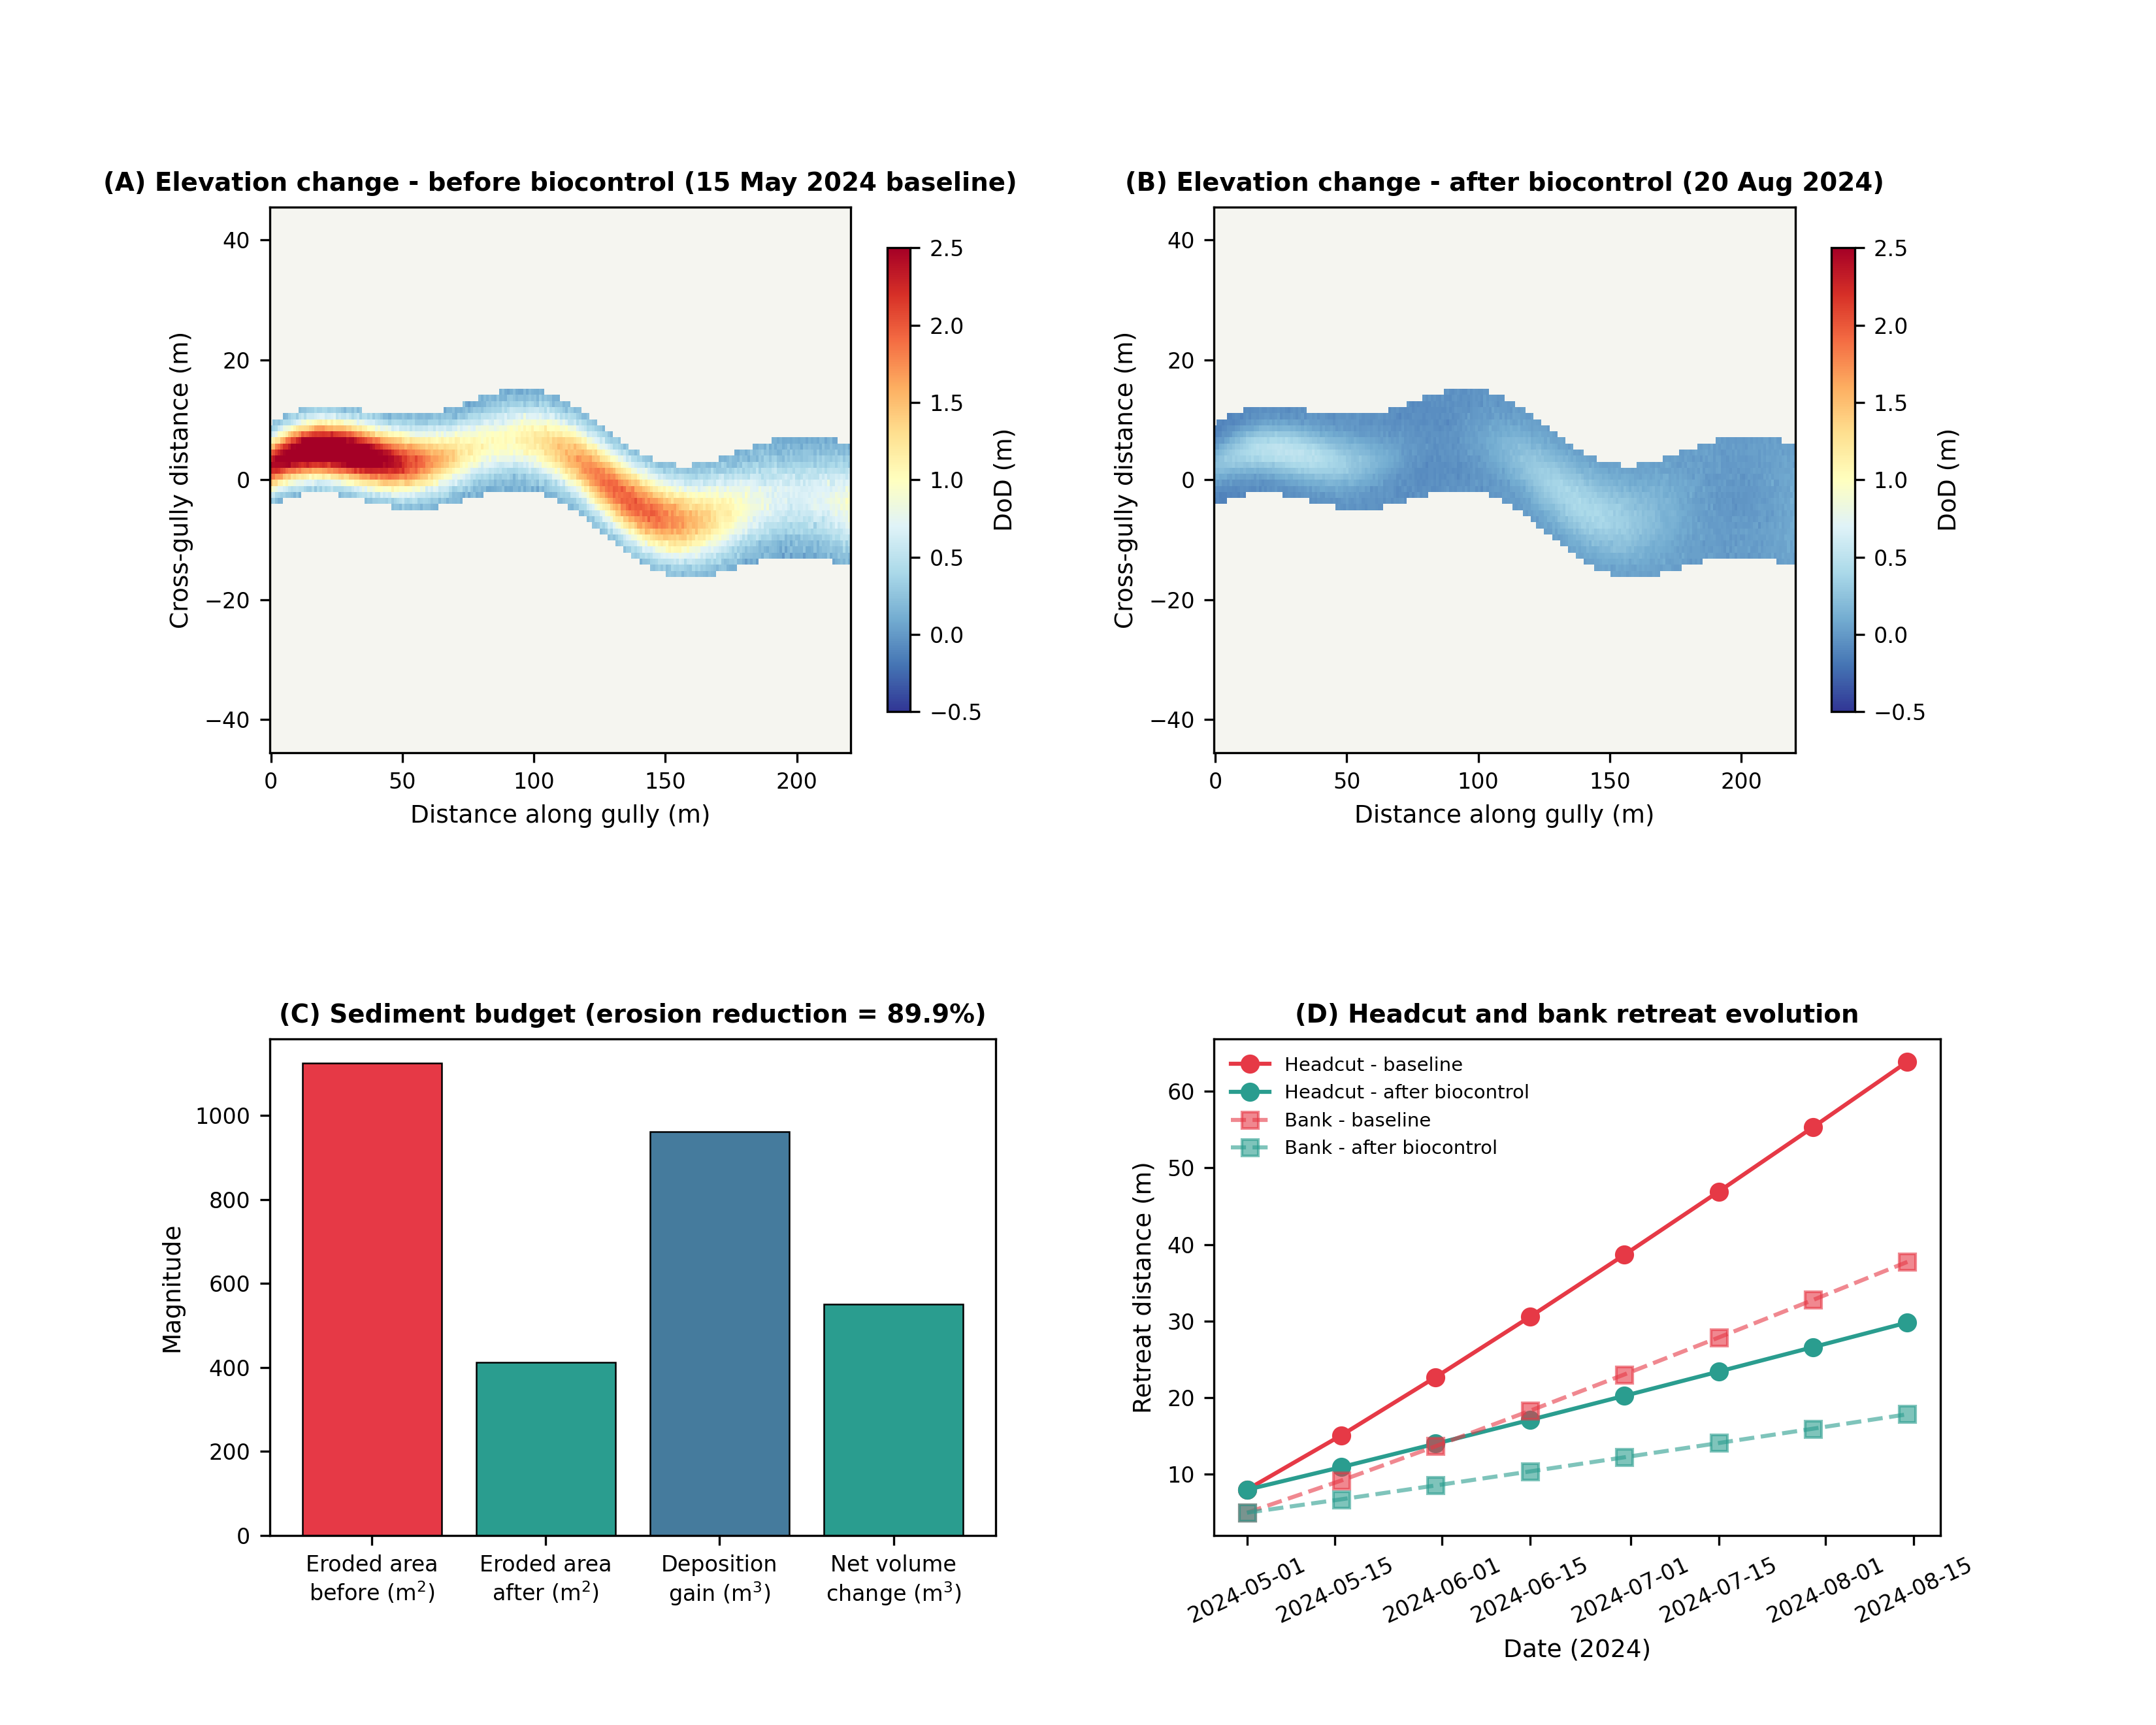 (A) Elevation change - before biocontrol (15 May 2024 baseline)
40
20
0
−20
−40
Cross-gully distance (m)
0 50 100 150 200
Distance along gully (m)
2.5
2.0
1.5
1.0
0.5
0.0
−0.5
DoD (m)
(B) Elevation change - after biocontrol (20 Aug 2024)
40
20
0
−20
−40
Cross-gully distance (m)
0 50 100 150 200
Distance along gully (m)
2.5
2.0
1.5
1.0
0.5
0.0
−0.5
DoD (m)
(C) Sediment budget (erosion reduction = 89.9%)
1000
800
600
400
200
0
Magnitude
Eroded area
before (m²)
Eroded area
after (m²)
Deposition
gain (m³)
Net volume
change (m³)
(D) Headcut and bank retreat evolution
Headcut - baseline
Headcut - after biocontrol
Bank - baseline
Bank - after biocontrol
60
50
40
30
20
10
Retreat distance (m)
2024-05-01
2024-05-15
2024-06-01
2024-06-15
2024-07-01
2024-07-15
2024-08-01
2024-08-15
Date (2024)